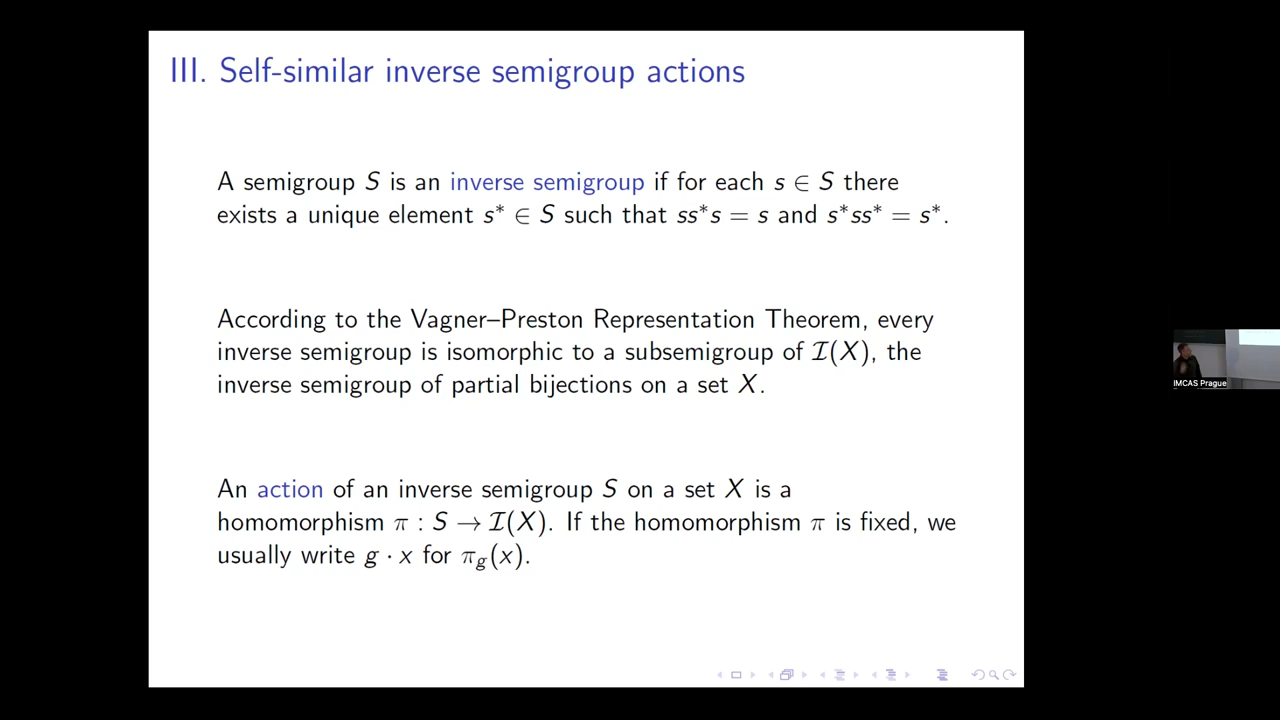 III. Self-similar inverse semigroup actions
A semigroup S is an inverse semigroup if for each s ∈ S there
exists a unique element s* ∈ S such that ss*s = s and s*ss* = s*.
According to the Vagner–Preston Representation Theorem, every
inverse semigroup is isomorphic to a subsemigroup of ℐ(X), the
inverse semigroup of partial bijections on a set X.
An action of an inverse semigroup S on a set X is a
homomorphism π : S → ℐ(X). If the homomorphism π is fixed, we
usually write g · x for π_g(x).
IMCAS Prague